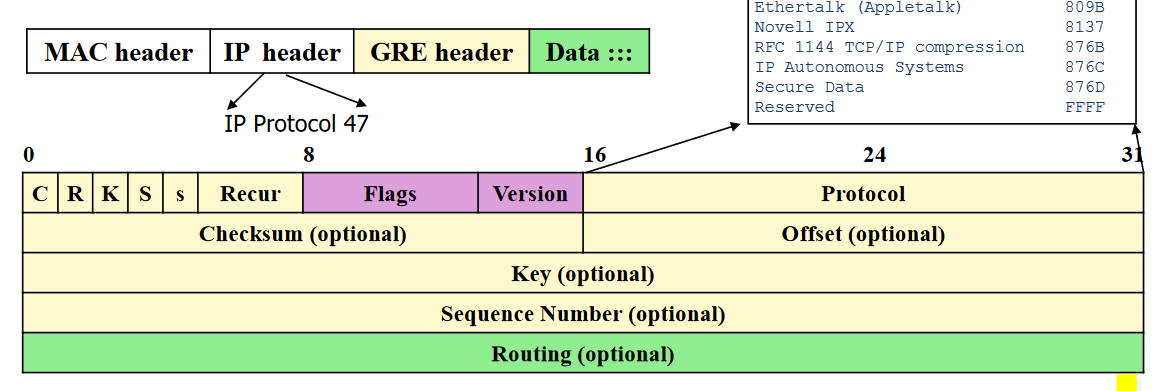 Ethertalk (Appletalk) 809B
Novell IPX 8137
RFC 1144 TCP/IP compression 876B
IP Autonomous Systems 876C
Secure Data 876D
Reserved FFFF
MAC header IP header GRE header Data :::
IP Protocol 47
0 8 16 24 31
C R K S s Recur Flags Version Protocol
Checksum (optional) Offset (optional)
Key (optional)
Sequence Number (optional)
Routing (optional)